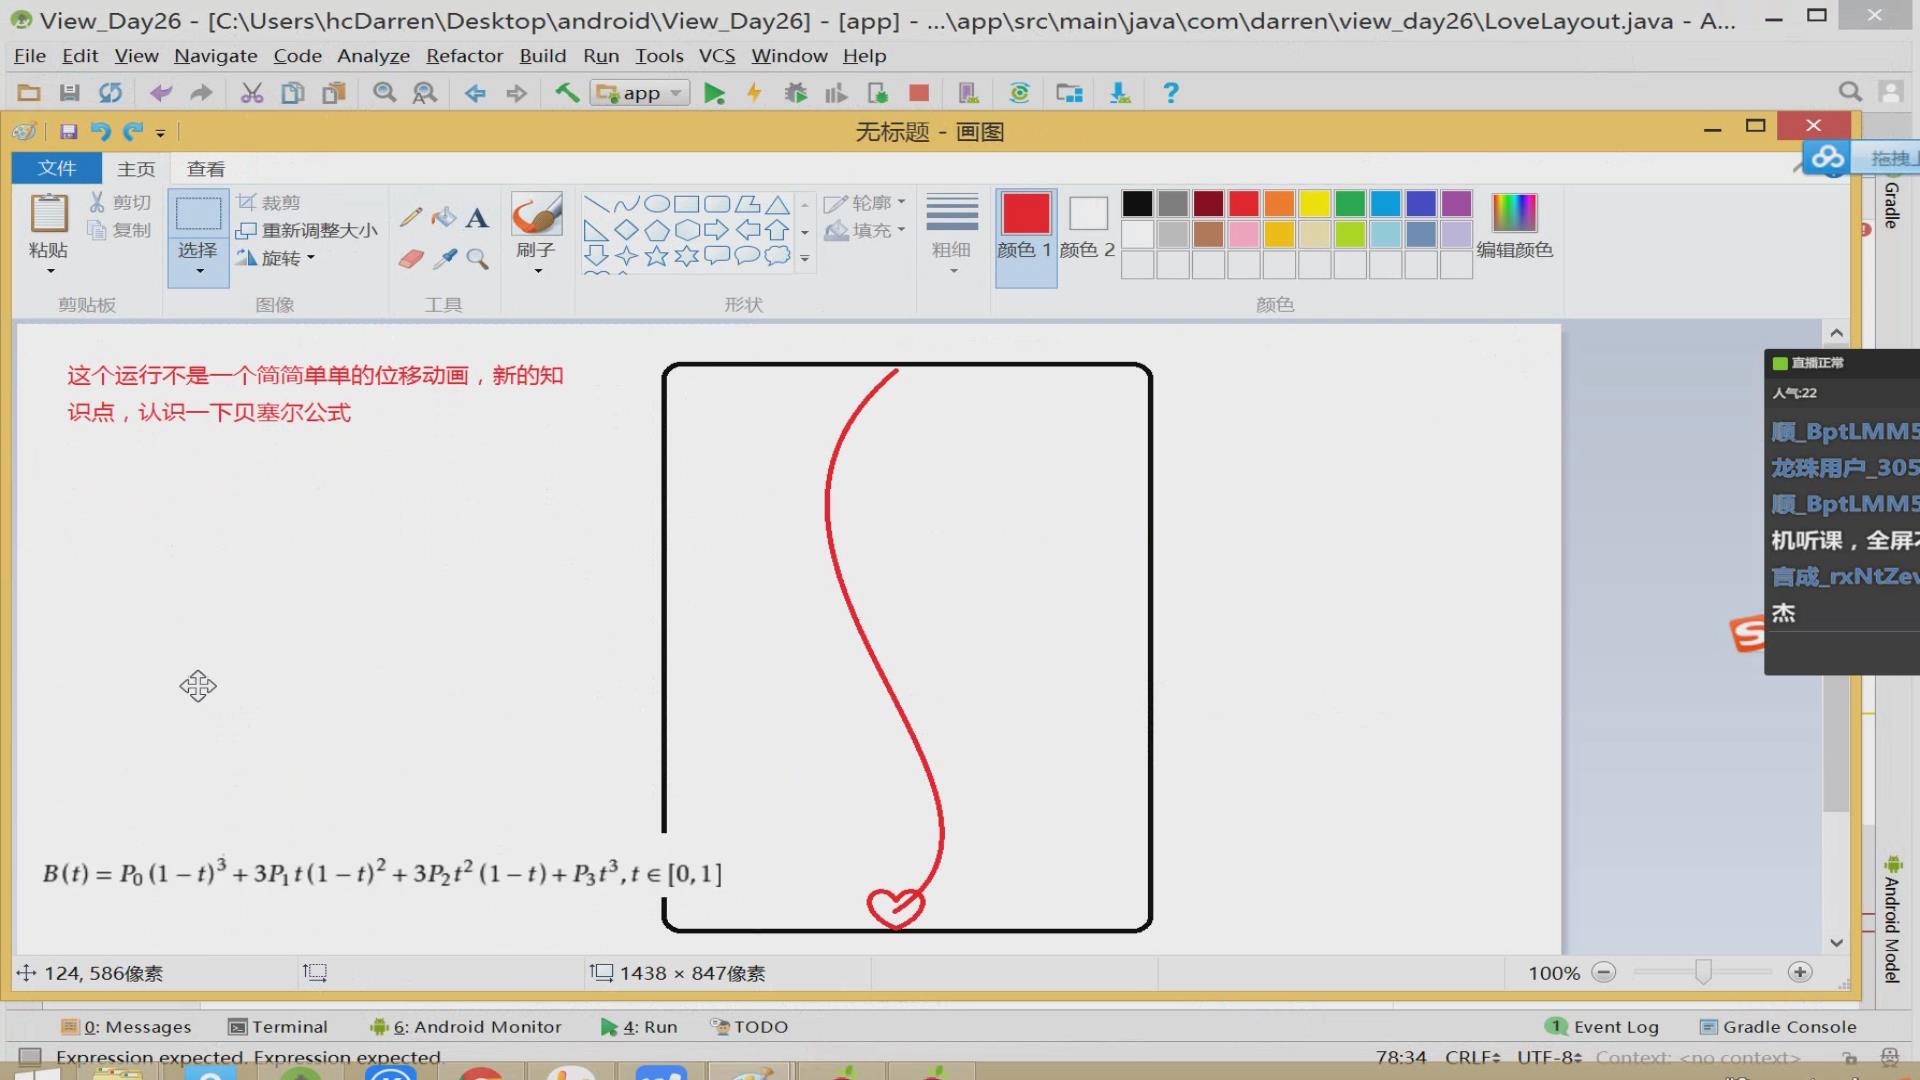 View_Day26 - [C:\Users\hcDarren\Desktop\android\View_Day26] - [app] - ...\app\src\main\java\com\darren\view_day26\LoveLayout.java - A...
File Edit View Navigate Code Analyze Refactor Build Run Tools VCS Window Help
app
无标题 - 画图
拖拽上
文件 主页 查看
粘贴 剪切 复制
选择 裁剪 重新调整大小 旋转
刷子
轮廓 填充
粗细
颜色 1 颜色 2 编辑颜色
剪贴板 图像 工具 形状 颜色
Gradle
这个运行不是一个简简单单的位移动画，新的知
识点，认识一下贝塞尔公式
直播正常
人气:22
顺_BptLMM5
龙珠用户_305
顺_BptLMM5
机听课，全屏不
言成_rxNtZev
杰
B(t) = P₀ (1 − t)³ + 3P₁ t (1 − t)² + 3P₂ t² (1 − t) + P₃ t³, t ∈ [0, 1]
Android Model
124, 586像素 1438 × 847像素 100%
0: Messages Terminal 6: Android Monitor 4: Run TODO 1 Event Log Gradle Console
Expression expected. Expression expected. 78:34 CRLF UTF-8 Context: <no context>